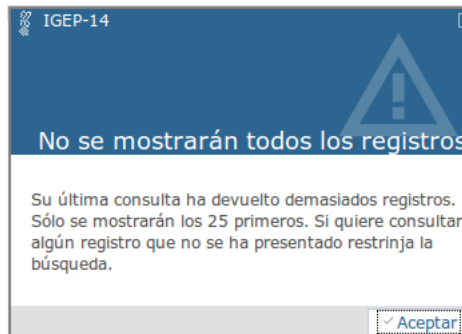 IGEP-14
No se mostrarán todos los registros
Su última consulta ha devuelto demasiados registros.
Sólo se mostrarán los 25 primeros. Si quiere consultar
algún registro que no se ha presentado restrinja la
búsqueda.
Aceptar